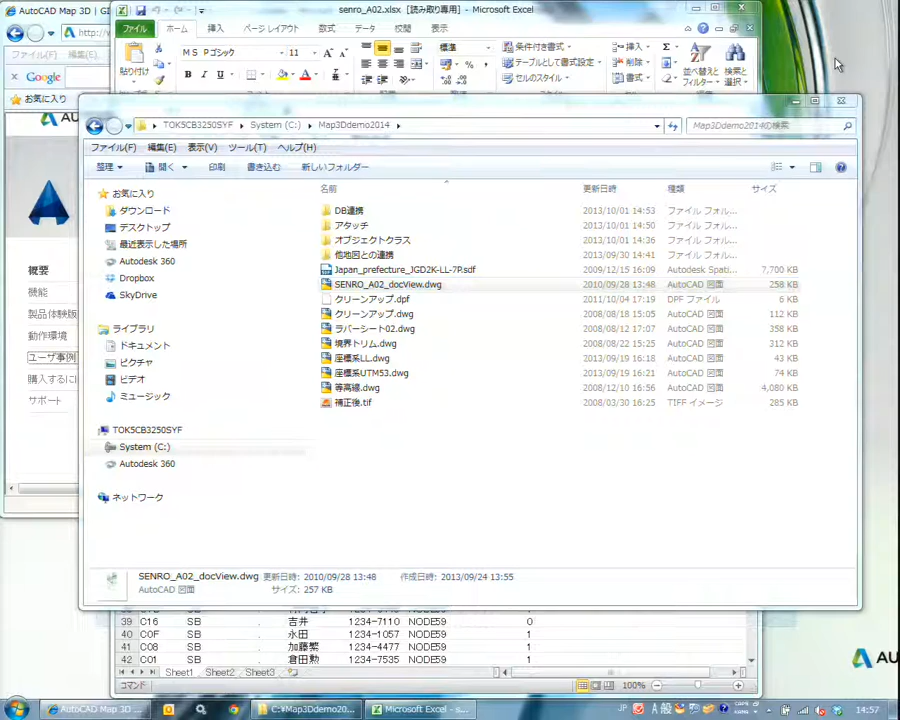 AutoCAD Map 3D | G
http://w
ファイル(F) 編集(E)
Google
お気に入り
senro_A02.xlsx [読み取り専用] - Microsoft Excel
ファイル ホーム 挿入 ページ レイアウト 数式 データ 校閲 表示
貼り付け
ＭＳ Ｐゴシック 11
標準
条件付き書式
テーブルとして書式設定
セルのスタイル
挿入
削除
書式
並べ替えと フィルター
検索と 選択
TOK5CB3250SYF System (C:) Map3Ddemo2014
Map3Ddemo2014の検索
ファイル(F) 編集(E) 表示(V) ツール(T) ヘルプ(H)
整理 開く 印刷 書き込む 新しいフォルダー
名前 更新日時 種類 サイズ
DB連携 2013/10/01 14:53 ファイル フォル...
アタッチ 2013/10/01 14:50 ファイル フォル...
オブジェクトクラス 2013/10/01 14:36 ファイル フォル...
他地図との連携 2013/09/30 14:41 ファイル フォル...
Japan_prefecture_JGD2K-LL-7P.sdf 2009/12/15 16:09 Autodesk Spati... 7,700 KB
SENRO_A02_docView.dwg 2010/09/28 13:48 AutoCAD 図面 258 KB
クリーンアップ.dpf 2011/10/04 17:19 DPF ファイル 6 KB
クリーンアップ.dwg 2008/08/18 15:05 AutoCAD 図面 112 KB
ラバーシート02.dwg 2008/08/12 17:07 AutoCAD 図面 358 KB
境界トリム.dwg 2008/08/22 15:25 AutoCAD 図面 312 KB
座標系LL.dwg 2013/09/19 16:18 AutoCAD 図面 43 KB
座標系UTM53.dwg 2013/09/19 16:21 AutoCAD 図面 74 KB
等高線.dwg 2008/12/10 16:56 AutoCAD 図面 4,080 KB
補正後.tif 2008/03/30 16:25 TIFF イメージ 785 KB
お気に入り
ダウンロード
デスクトップ
最近表示した場所
Autodesk 360
Dropbox
SkyDrive
ライブラリ
ドキュメント
ピクチャ
ビデオ
ミュージック
TOK5CB3250SYF
System (C:)
Autodesk 360
ネットワーク
概要
機能
製品体験版
動作環境
ユーザ事例
購入するに
サポート
SENRO_A02_docView.dwg 更新日時: 2010/09/28 13:48 作成日時: 2013/09/24 13:55
AutoCAD 図面 サイズ: 257 KB
39 C16 SB . 吉井 1234-7110 NODE59 0
40 C0F SB . 永田 1234-1057 NODE59 1
41 C08 SB . 加藤繁 1234-4477 NODE59 1
42 C01 SB . 倉田勲 1234-7535 NODE59 1
Sheet1 Sheet2 Sheet3
コマンド 100%
AU
AutoCAD Map 3D ... C:¥Map3Ddemo20... Microsoft Excel - s...
JP A 般 CAPS KANA 14:57